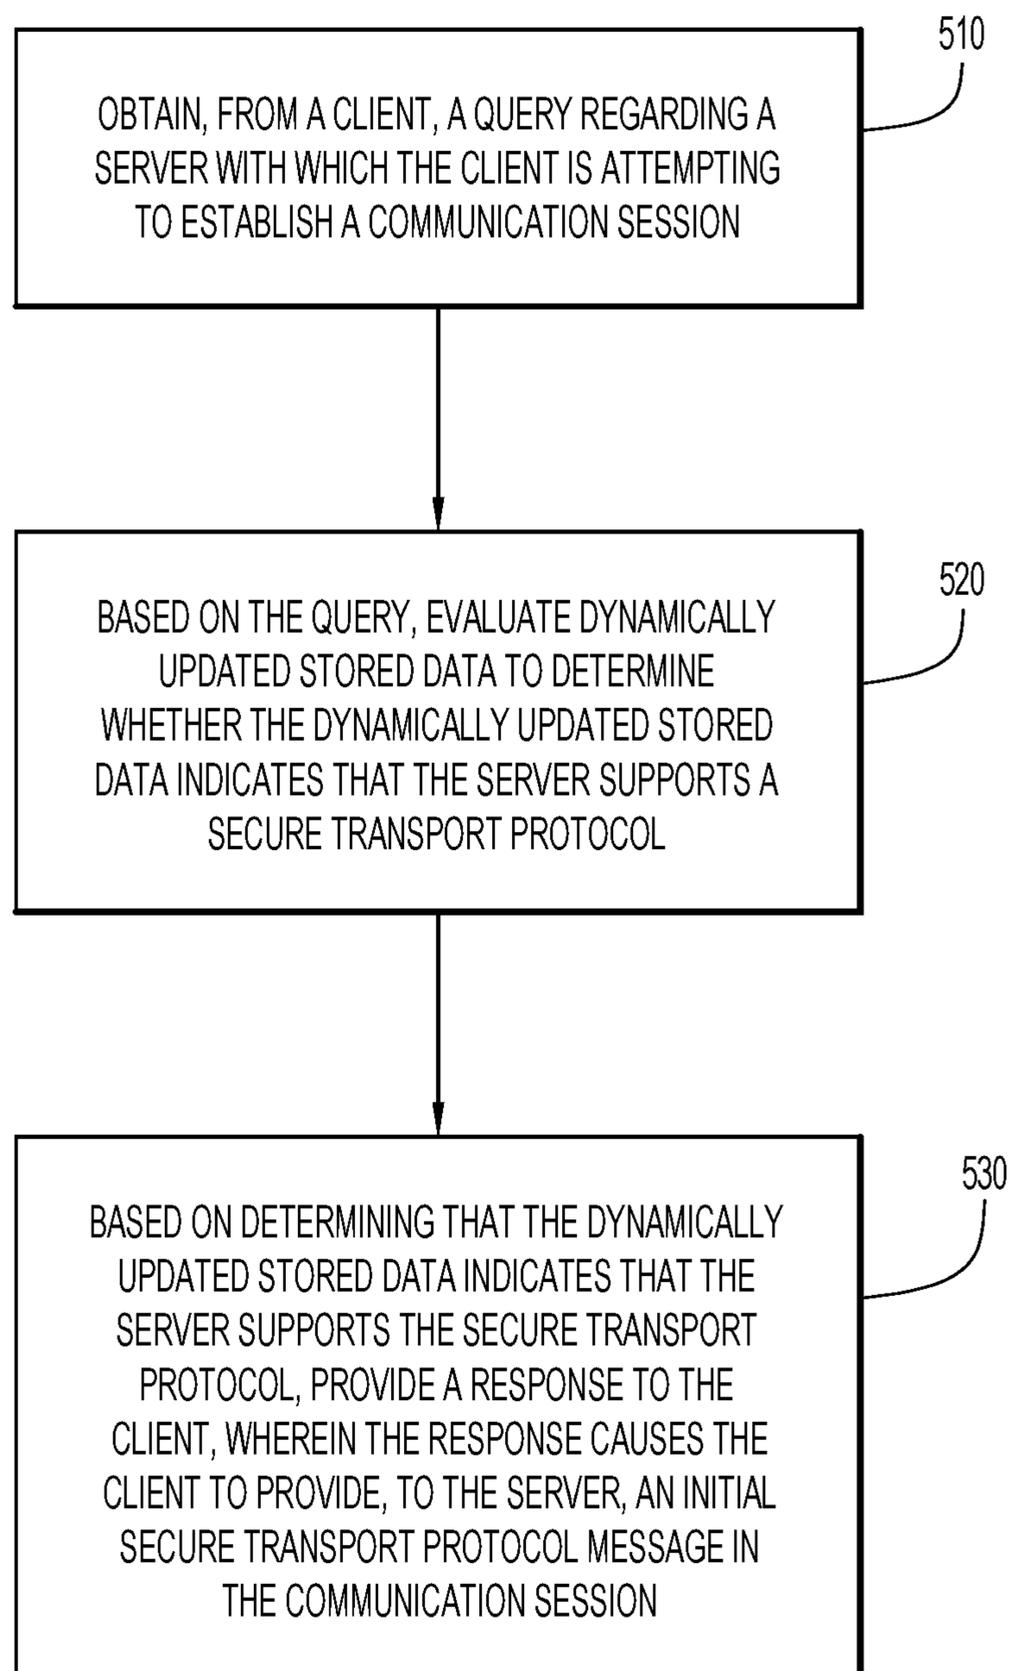 510
OBTAIN, FROM A CLIENT, A QUERY REGARDING A
SERVER WITH WHICH THE CLIENT IS ATTEMPTING
TO ESTABLISH A COMMUNICATION SESSION
520
BASED ON THE QUERY, EVALUATE DYNAMICALLY
UPDATED STORED DATA TO DETERMINE
WHETHER THE DYNAMICALLY UPDATED STORED
DATA INDICATES THAT THE SERVER SUPPORTS A
SECURE TRANSPORT PROTOCOL
530
BASED ON DETERMINING THAT THE DYNAMICALLY
UPDATED STORED DATA INDICATES THAT THE
SERVER SUPPORTS THE SECURE TRANSPORT
PROTOCOL, PROVIDE A RESPONSE TO THE
CLIENT, WHEREIN THE RESPONSE CAUSES THE
CLIENT TO PROVIDE, TO THE SERVER, AN INITIAL
SECURE TRANSPORT PROTOCOL MESSAGE IN
THE COMMUNICATION SESSION